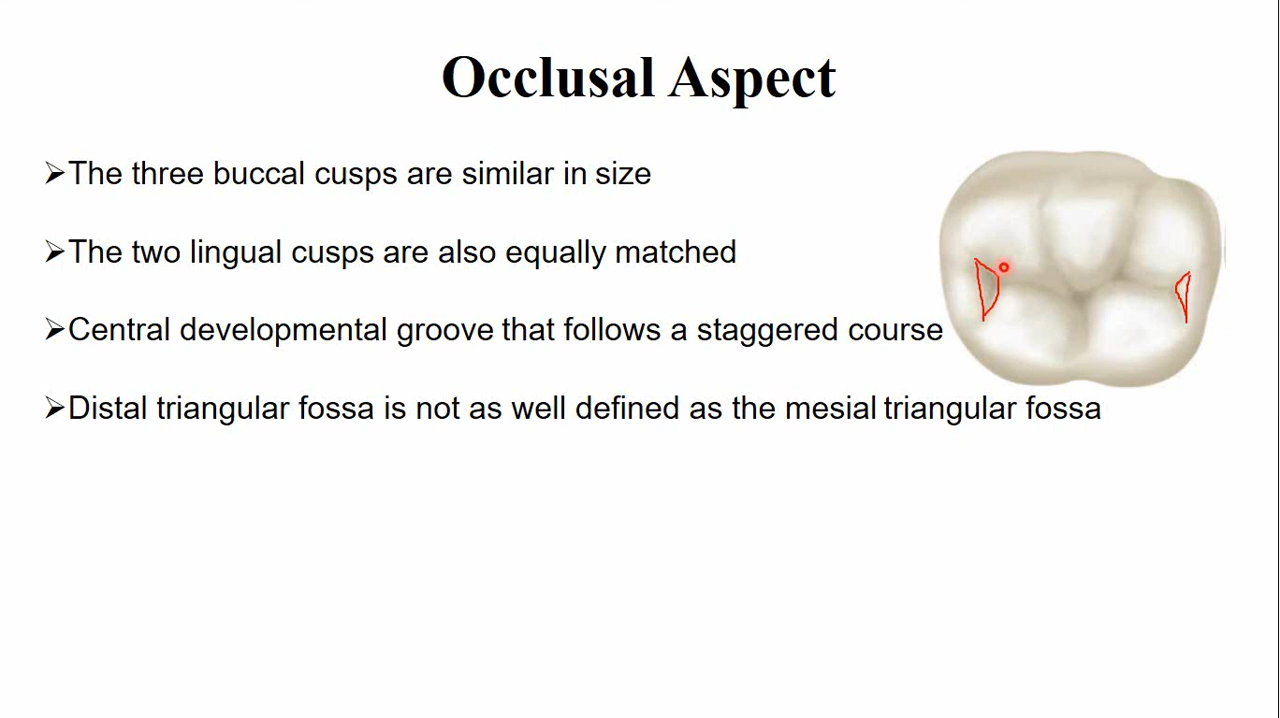 Occlusal Aspect
➢The three buccal cusps are similar in size
➢The two lingual cusps are also equally matched
➢Central developmental groove that follows a staggered course
➢Distal triangular fossa is not as well defined as the mesial triangular fossa